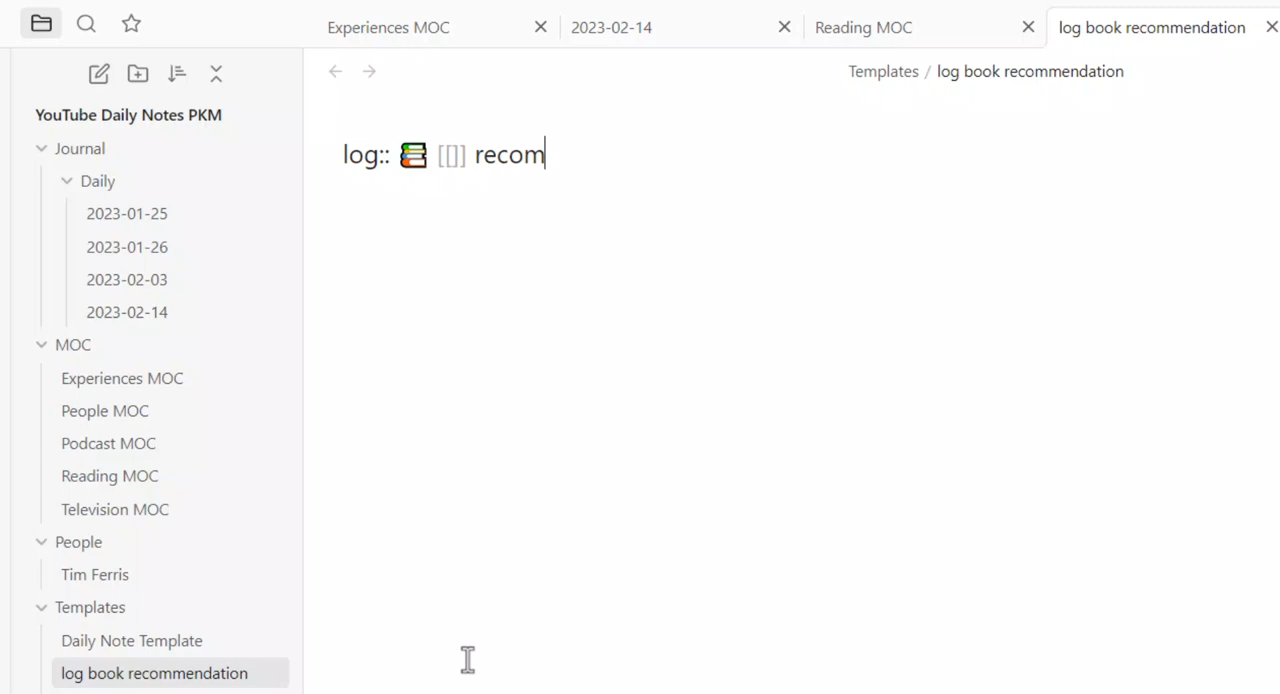 Experiences MOC
2023-02-14
Reading MOC
log book recommendation
Templates / log book recommendation
YouTube Daily Notes PKM
Journal
Daily
2023-01-25
2023-01-26
2023-02-03
2023-02-14
MOC
Experiences MOC
People MOC
Podcast MOC
Reading MOC
Television MOC
People
Tim Ferris
Templates
Daily Note Template
log book recommendation
log:: 📚 [[]] recom